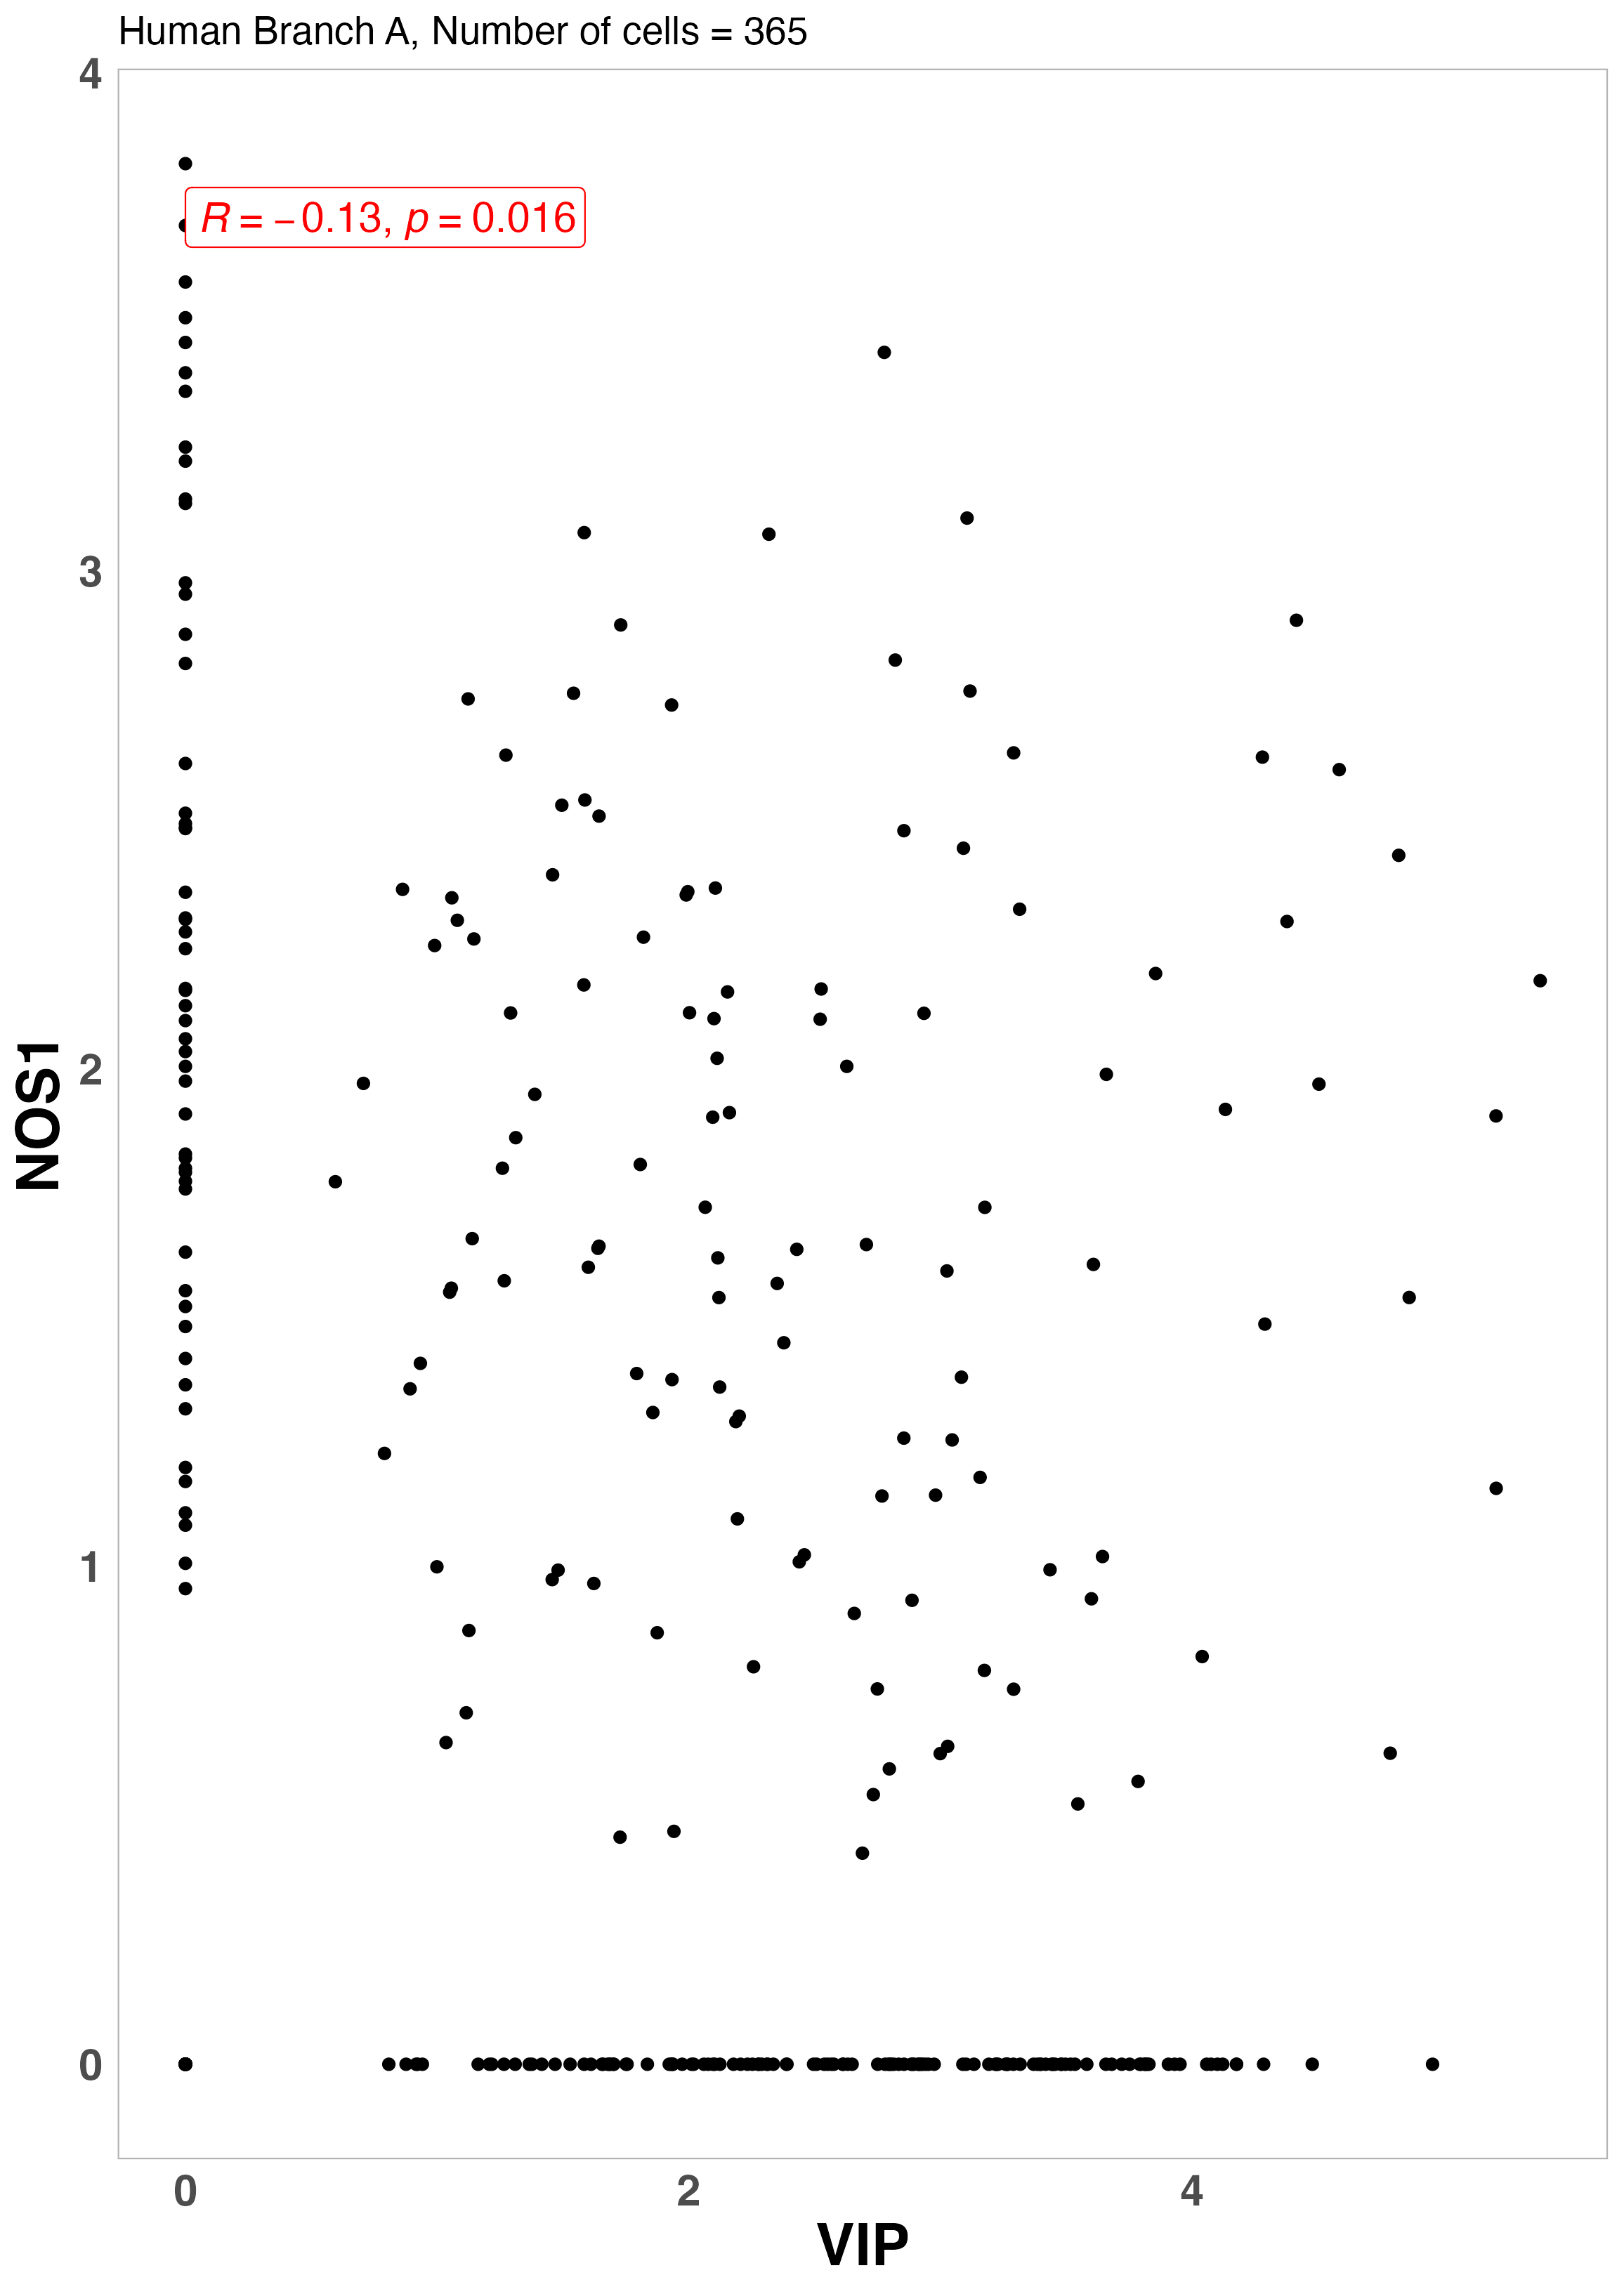 Human Branch A, Number of cells = 365
4
R = −0.13, p = 0.016
3
NOS1
2
1
0
0 2 4
VIP